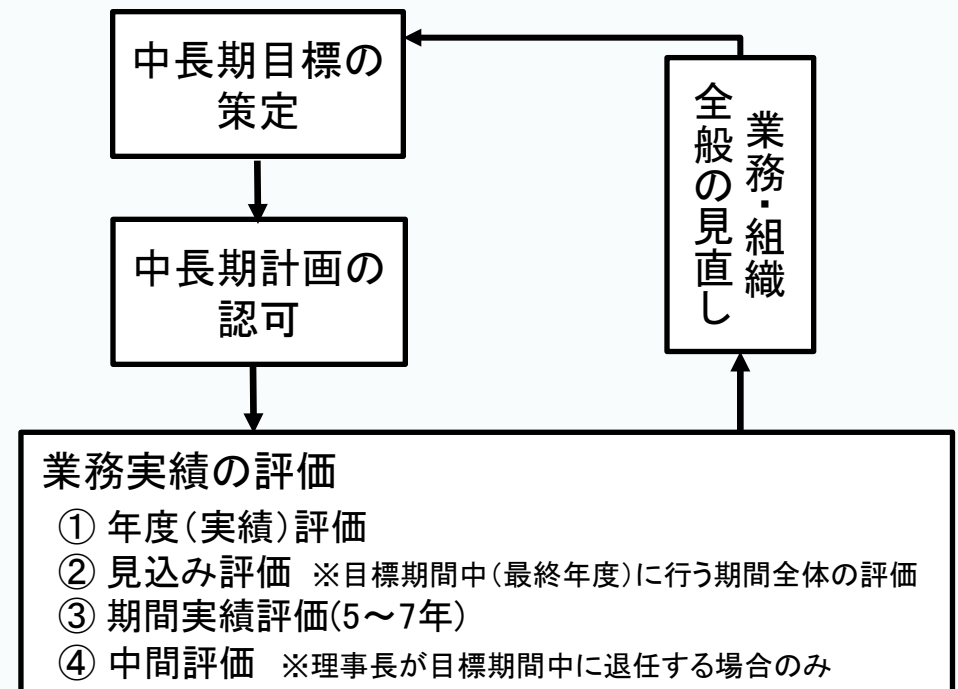 中長期目標の
策定
中長期計画の
認可
業務・組織
全般の見直し
業務実績の評価
① 年度（実績）評価
② 見込み評価 ※目標期間中（最終年度）に行う期間全体の評価
③ 期間実績評価(5～7年)
④ 中間評価 ※理事長が目標期間中に退任する場合のみ